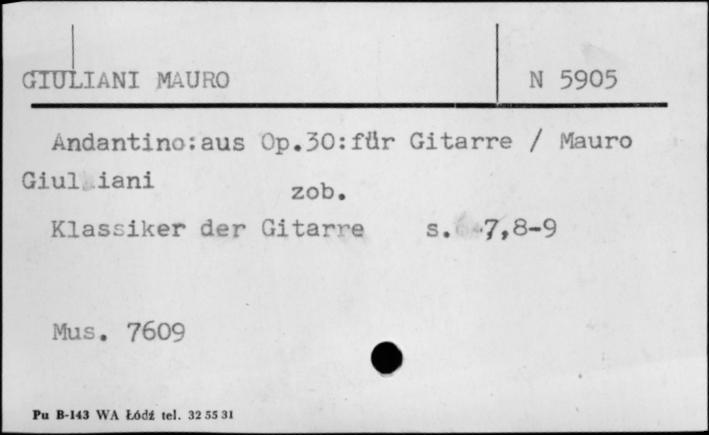 GIULIANI MAURO N 5905
Andantino:aus Op.30:für Gitarre / Mauro
Giuliani
zob.
Klassiker der Gitarre s. 7,8-9
Mus. 7609
Pu B-143 WA Łódź tel. 32 55 31